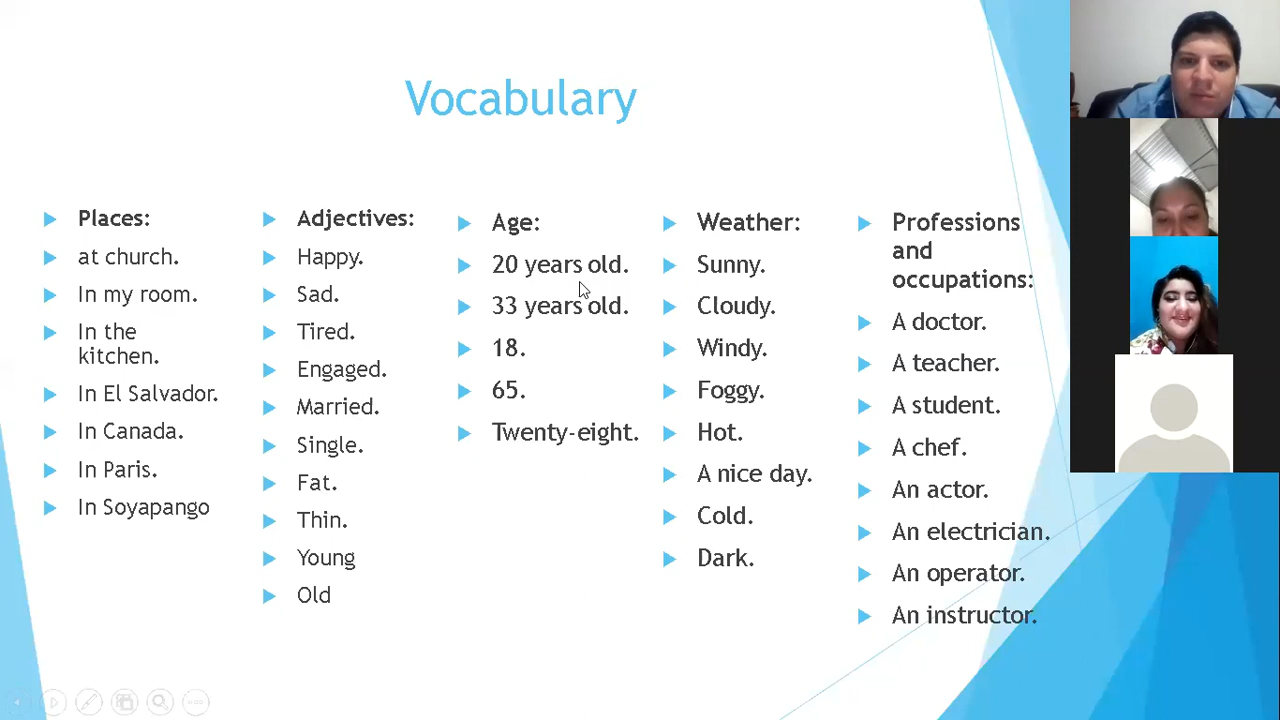 Vocabulary
Places:
at church.
In my room.
In the
kitchen.
In El Salvador.
In Canada.
In Paris.
In Soyapango
Adjectives:
Happy.
Sad.
Tired.
Engaged.
Married.
Single.
Fat.
Thin.
Young
Old
Age:
20 years old.
33 years old.
18.
65.
Twenty-eight.
Weather:
Sunny.
Cloudy.
Windy.
Foggy.
Hot.
A nice day.
Cold.
Dark.
Professions
and
occupations:
A doctor.
A teacher.
A student.
A chef.
An actor.
An electrician.
An operator.
An instructor.